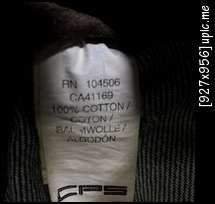 RN 104506
CA41169
100% COTTON/
COTON/
BAUMWOLLE/
ALGODÓN
CPS
[927x956] upic.me